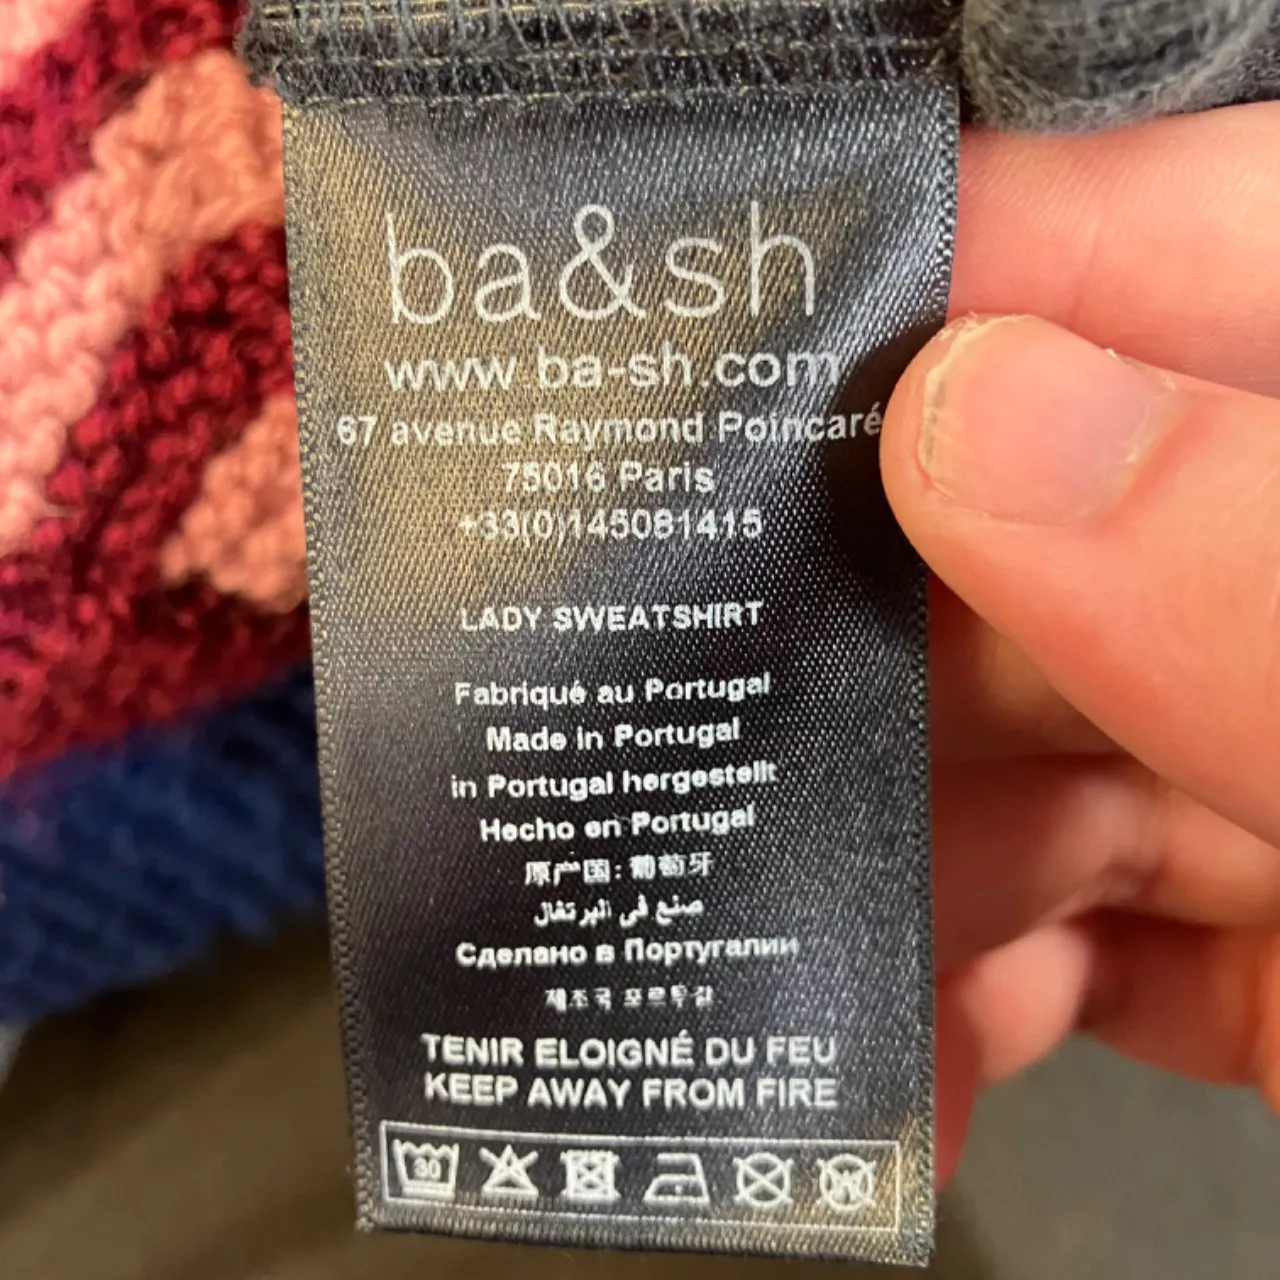 ba&sh
www.ba-sh.com
67 avenue Raymond Poincaré
75016 Paris
+33(0)145081415
LADY SWEATSHIRT
Fabriqué au Portugal
Made in Portugal
in Portugal hergestellt
Hecho en Portugal
原产国: 葡萄牙
صنع في البرتغال
Сделано в Португалии
제조국 포르투갈
TENIR ELOIGNÉ DU FEU
KEEP AWAY FROM FIRE
30 W